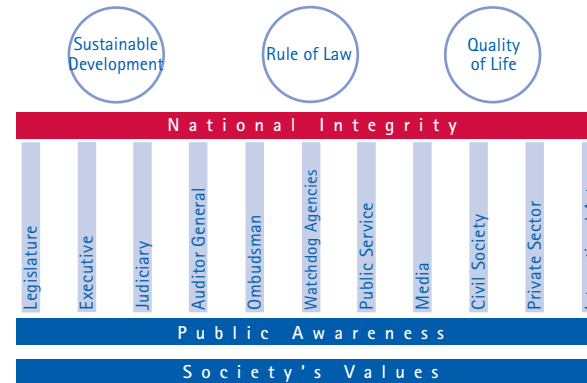 Sustainable
Development
Rule of Law
Quality
of Life
National Integrity
Legislature
Executive
Judiciary
Auditor General
Ombudsman
Watchdog Agencies
Public Service
Media
Civil Society
Private Sector
Public Awareness
Society's Values